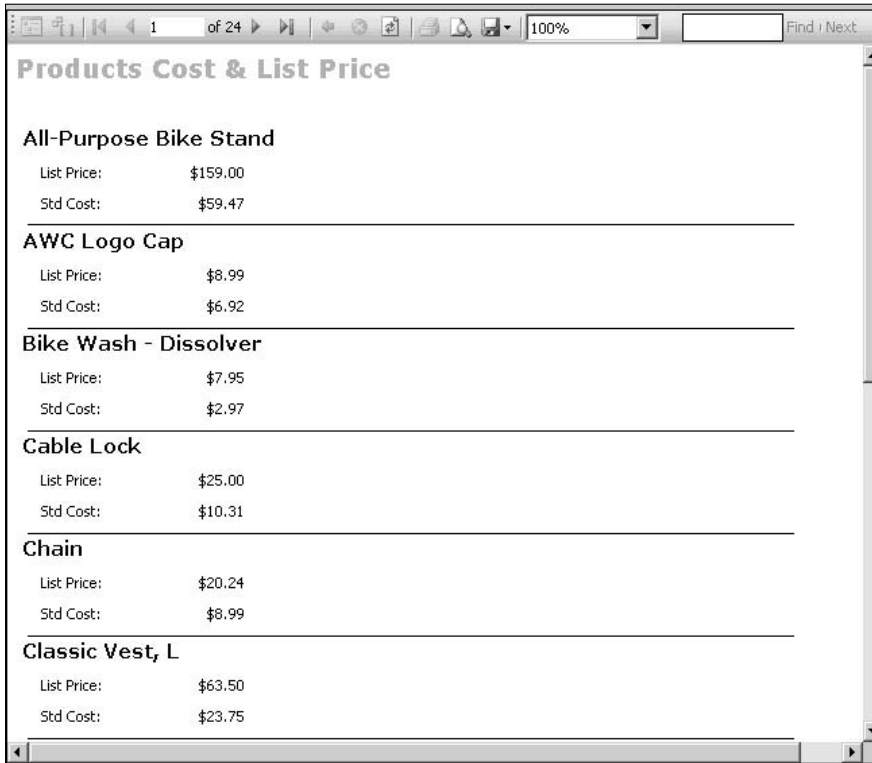 1 of 24 100% Find Next
Products Cost & List Price
All-Purpose Bike Stand
List Price: $159.00
Std Cost: $59.47
AWC Logo Cap
List Price: $8.99
Std Cost: $6.92
Bike Wash - Dissolver
List Price: $7.95
Std Cost: $2.97
Cable Lock
List Price: $25.00
Std Cost: $10.31
Chain
List Price: $20.24
Std Cost: $8.99
Classic Vest, L
List Price: $63.50
Std Cost: $23.75